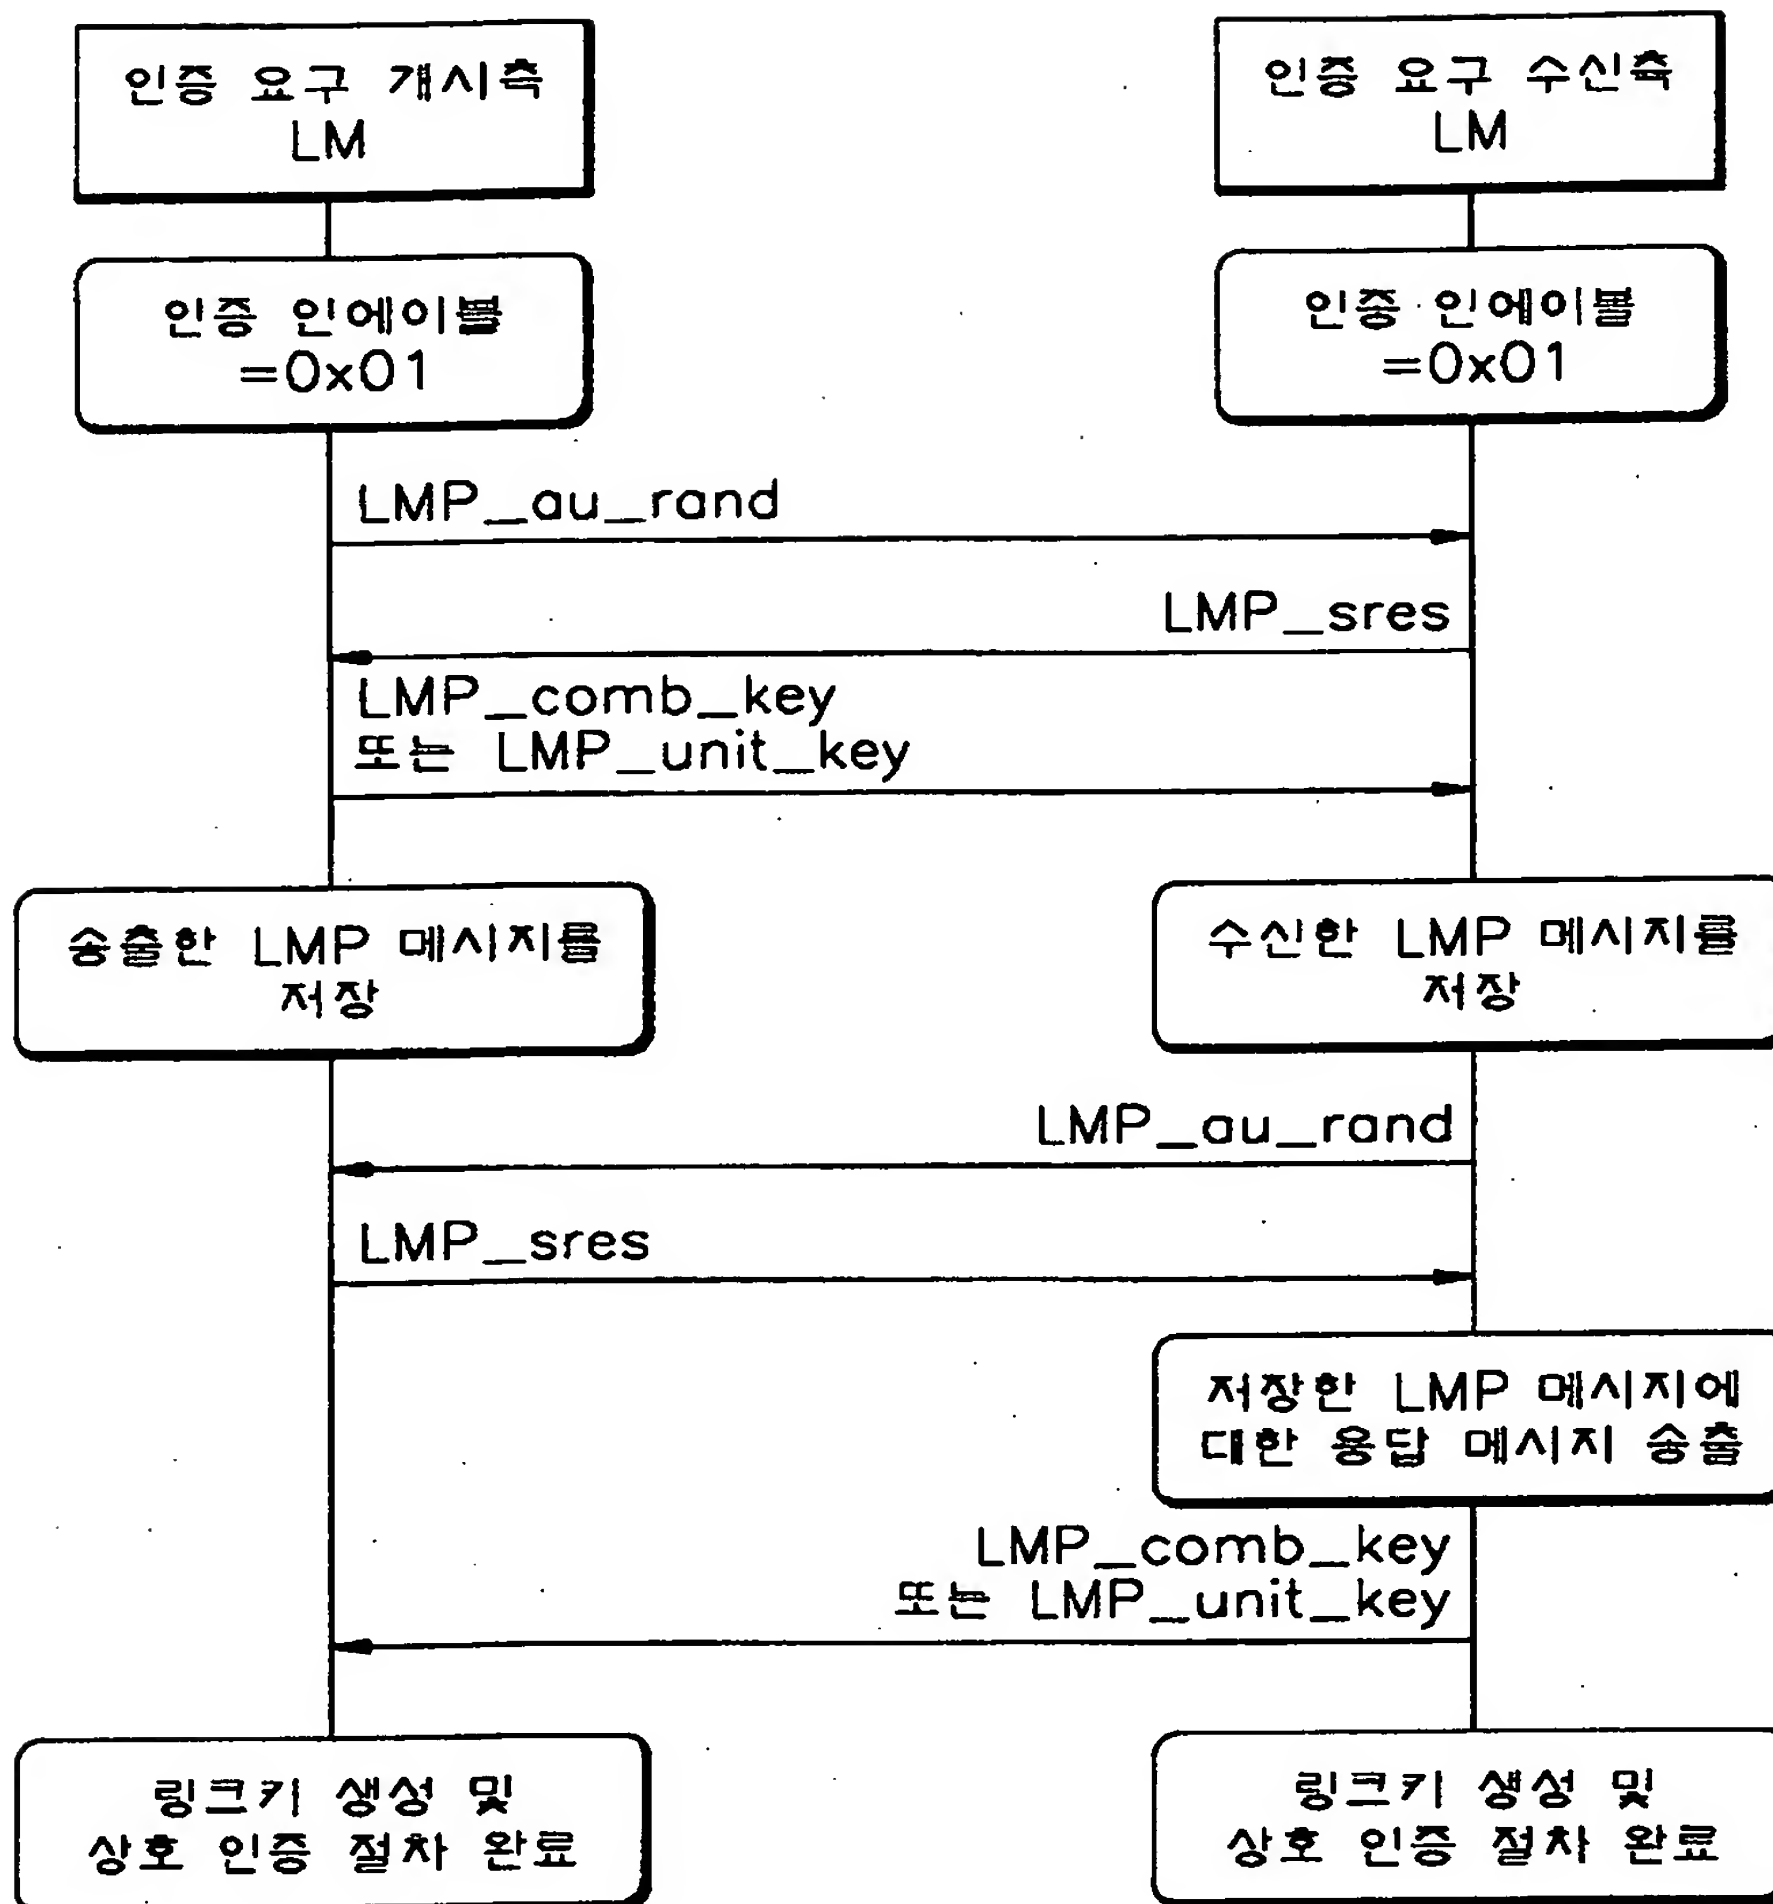 인증 요구 개시측
LM
인증 요구 수신측
LM
인증 인에이블
=0x01
인증 인에이블
=0x01
LMP_au_rand
LMP_sres
LMP_comb_key
또는 LMP_unit_key
송출한 LMP 메시지를
저장
수신한 LMP 메시지를
저장
LMP_au_rand
LMP_sres
저장한 LMP 메시지에
대한 응답 메시지 송출
LMP_comb_key
또는 LMP_unit_key
링크키 생성 및
상호 인증 절차 완료
링크키 생성 및
상호 인증 절차 완료